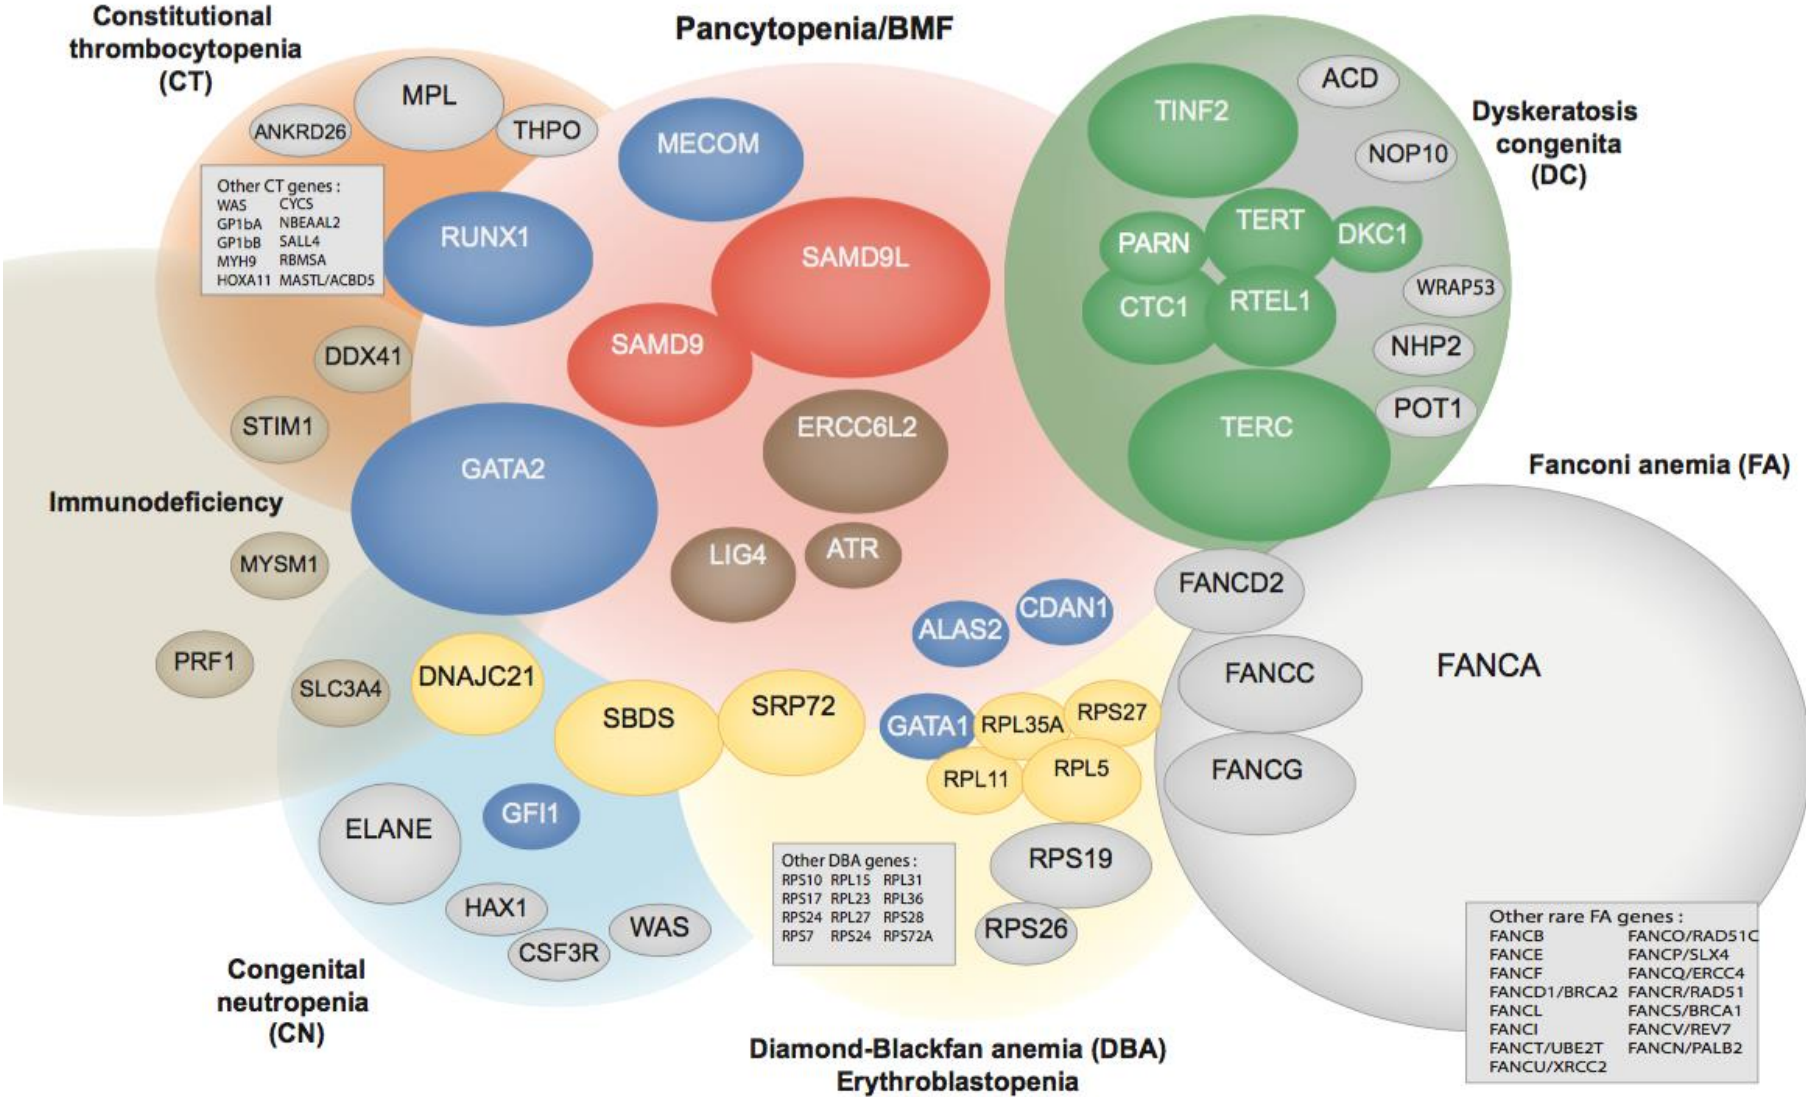 Constitutional
thrombocytopenia
(CT)
Pancytopenia/BMF
Dyskeratosis
congenita
(DC)
Fanconi anemia (FA)
Immunodeficiency
Congenital
neutropenia
(CN)
Diamond-Blackfan anemia (DBA)
Erythroblastopenia
MPL
ANKRD26
THPO
Other CT genes :
WAS CYCS
GP1bA NBEAAL2
GP1bB SALL4
MYH9 RBMSA
HOXA11 MASTL/ACBD5
RUNX1
DDX41
STIM1
GATA2
MYSM1
PRF1
SLC3A4
MECOM
SAMD9L
SAMD9
ERCC6L2
LIG4
ATR
ALAS2
CDAN1
TINF2
ACD
NOP10
PARN
TERT
DKC1
CTC1
RTEL1
WRAP53
NHP2
POT1
TERC
FANCD2
FANCC
FANCG
FANCA
DNAJC21
SBDS
SRP72
GATA1
RPL35A
RPS27
RPL11
RPL5
RPS19
RPS26
ELANE
GFI1
HAX1
CSF3R
WAS
Other DBA genes :
RPS10 RPL15 RPL31
RPS17 RPL23 RPL36
RPS24 RPL27 RPS28
RPS7 RPS24 RPS72A
Other rare FA genes :
FANCB FANCO/RAD51C
FANCE FANCP/SLX4
FANCF FANCQ/ERCC4
FANCD1/BRCA2 FANCR/RAD51
FANCL FANCS/BRCA1
FANCI FANCV/REV7
FANCT/UBE2T FANCN/PALB2
FANCU/XRCC2